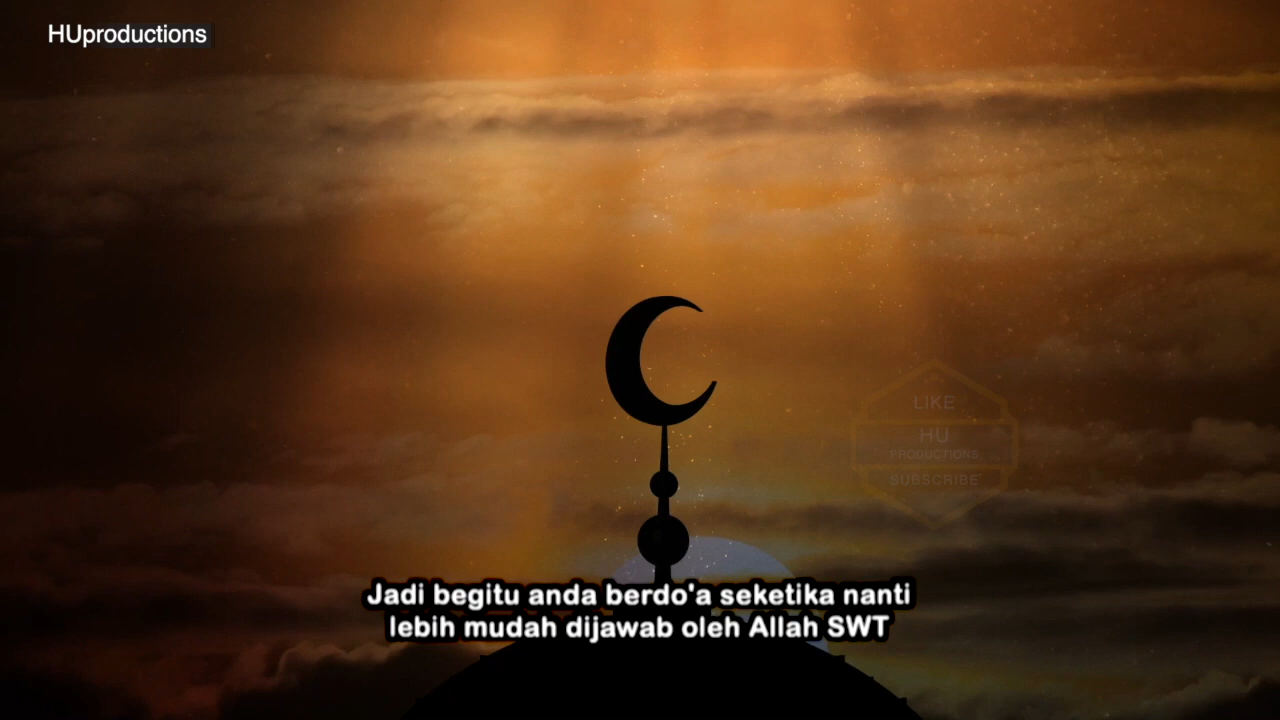 HUproductions
LIKE
HU
PRODUCTIONS
SUBSCRIBE
Jadi begitu anda berdo'a seketika nanti
lebih mudah dijawab oleh Allah SWT